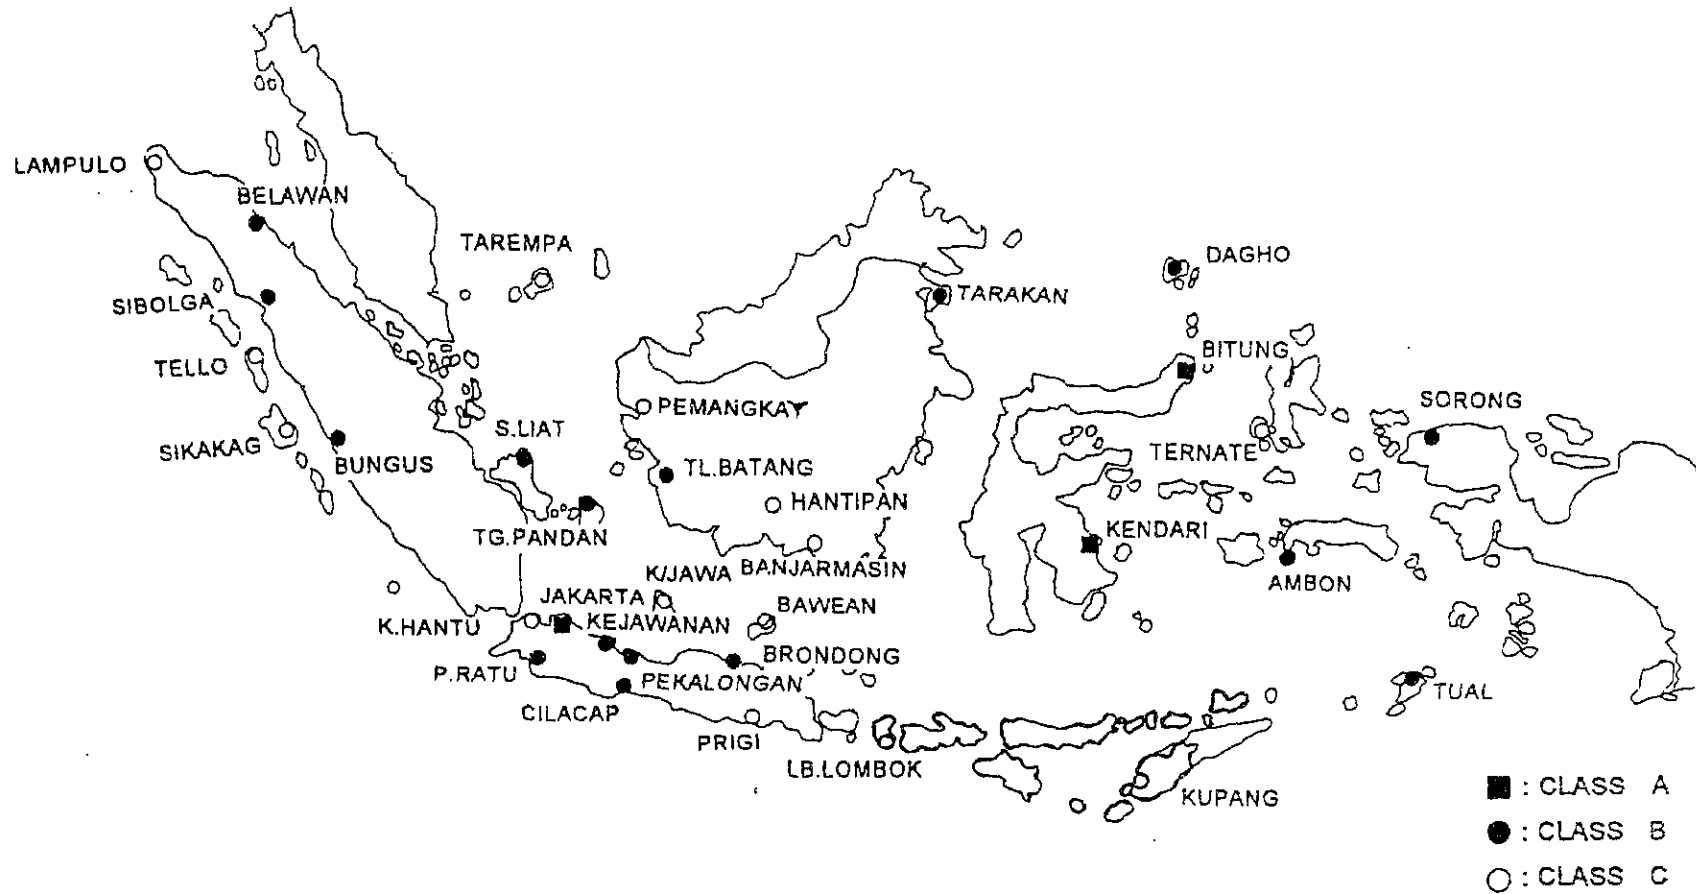 LAMPULO
BELAWAN
TAREMPA
DAGHO
SIBOLGA
TARAKAN
TELLO
BITUNG
PEMANGKAY
SORONG
S.LIAT
SIKAKAG
BUNGUS
TL.BATANG
TERNATE
HANTIPAN
TG.PANDAN
KENDARI
K/JAWA
BANJARMASIN
AMBON
JAKARTA
BAWEAN
K.HANTU
KEJAWANAN
BRONDONG
P.RATU
PEKALONGAN
TUAL
CILACAP
PRIGI
LB.LOMBOK
KUPANG
: CLASS A
: CLASS B
: CLASS C